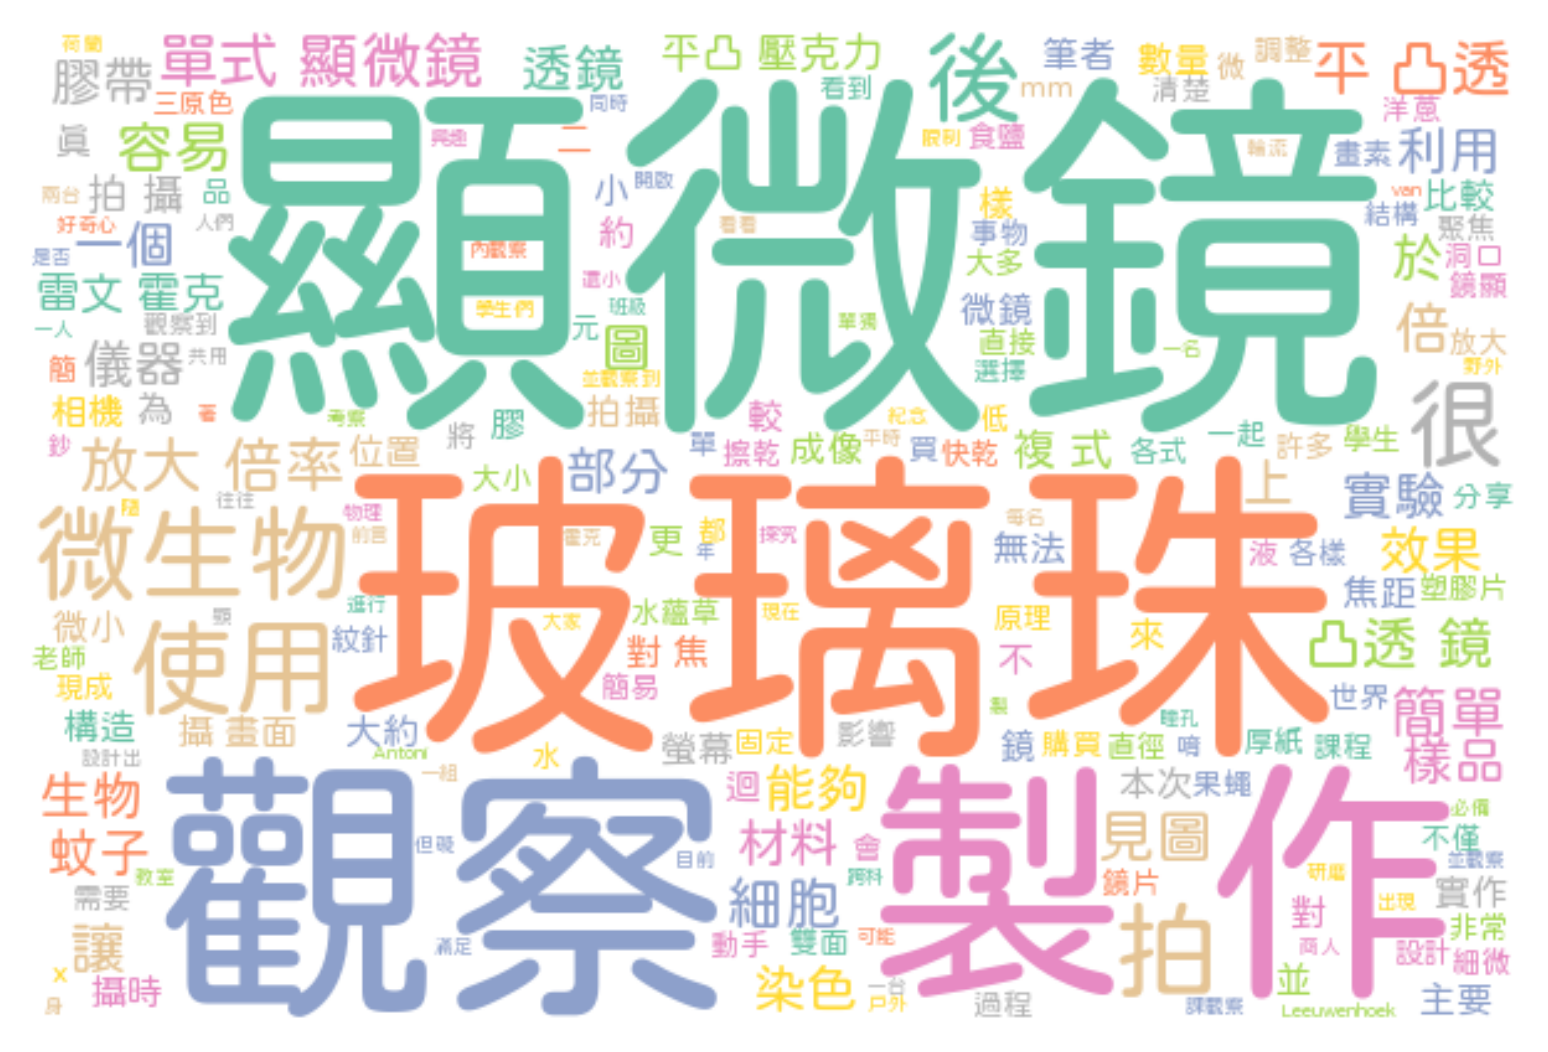 荷蘭
膠帶
單式 顯微鏡
透鏡
平凸 壓克力
後
筆者
數量
微
調整
平 凸透
三原色
同時
看到
mm
清楚
洋蔥
眞
容易
興趣
二
限制
食鹽
輪流
畫素
利用
兩台
拍 攝
品
小
開啟
樣
van
比較
好奇心
人們
顯微鏡
約
看看
事物
結構
聚焦
是否
一個
內觀察
大多
於
洞口
雷文 霍克
還小
鏡顯
一人
觀察到
學生們
班級
元
單獨
微鏡
倍
放大
簡
儀器
共用
圖
直接
一名
野外
並觀察到
選擇
相機
為
著
考察
膠
拍攝
較
紀念
低
很
鈔
將
單
擦乾
成像
平時
買
快乾
複 式
各式
一起
許多
學生
放大 倍率
位置
大小
部分
上
實驗
分享
隨
往往
物理
玻璃珠
微生物
前言
霍克
更
都
年
探究
每名
無法
液
各樣
效果
進行
焦距
塑膠片
微小
顯
紋針
大家
水蘊草
現在
原理
來
使用
老師
對 焦
不
凸透 鏡
現成
簡易
世界
簡單
構造
攝 畫面
大約
製
瞳孔
影響
設計出
Antoni
水
螢幕
固定
鏡
購買
直徑
唷
厚紙
課程
樣品
一組
生物
觀察
迴
能夠
製作
本次
果蠅
必備
蚊子
但礙
目前
材料
會
見圖
不僅
並觀察
教室
跨科
鏡片
研磨
需要
細胞
實作
出現
讓
滿足
動手
雙面
可能
拍
對
商人
非常
設計
細微
x
攝時
染色
一台
戶外
並
身
過程
課觀察
Leeuwenhoek
主要